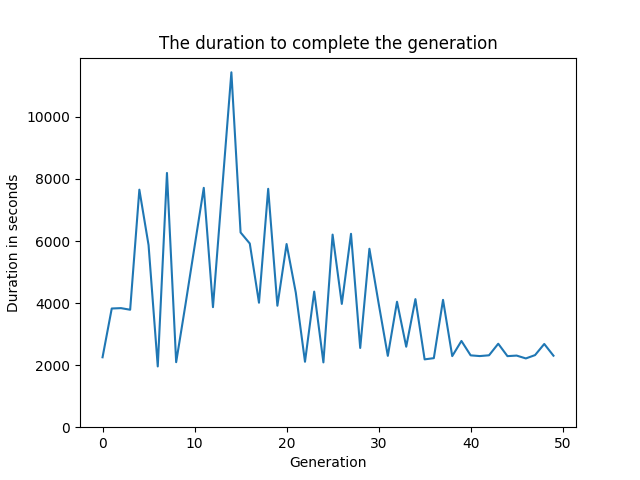 The duration to complete the generation
10000
8000
6000
4000
2000
0
Duration in seconds
0 10 20 30 40 50
Generation